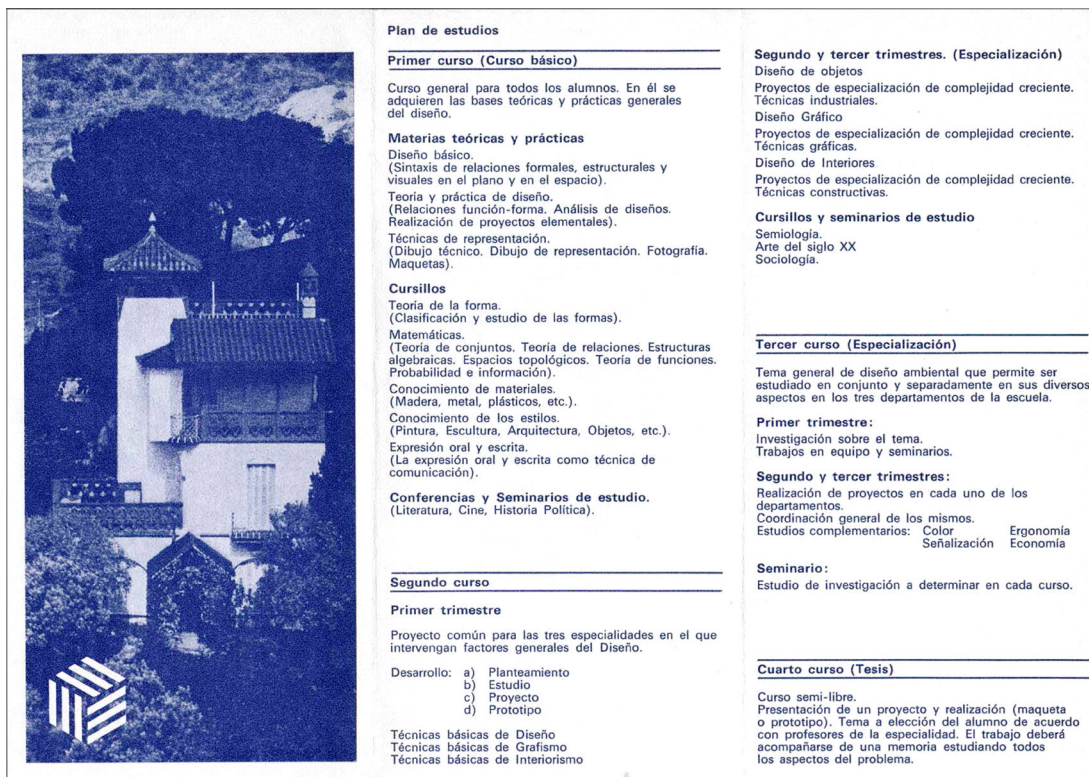 Plan de estudios
Primer curso (Curso básico)
Curso general para todos los alumnos. En él se
adquieren las bases teóricas y prácticas generales
del diseño.
Materias teóricas y prácticas
Diseño básico.
(Sintaxis de relaciones formales, estructurales y
visuales en el plano y en el espacio).
Teoria y práctica de diseño.
(Relaciones función-forma. Análisis de diseños.
Realización de proyectos elementales).
Técnicas de representación.
(Dibujo técnico. Dibujo de representación. Fotografía.
Maquetas).
Cursillos
Teoría de la forma.
(Clasificación y estudio de las formas).
Matemáticas.
(Teoría de conjuntos. Teoría de relaciones. Estructuras
algebraicas. Espacios topológicos. Teoría de funciones.
Probabilidad e información).
Conocimiento de materiales.
(Madera, metal, plásticos, etc.).
Conocimiento de los estilos.
(Pintura, Escultura, Arquitectura, Objetos, etc.).
Expresión oral y escrita.
(La expresión oral y escrita como técnica de
comunicación).
Conferencias y Seminarios de estudio.
(Literatura, Cine, Historia Política).
Segundo curso
Primer trimestre
Proyecto común para las tres especialidades en el que
intervengan factores generales del Diseño.
Desarrollo: a) Planteamiento
b) Estudio
c) Proyecto
d) Prototipo
Técnicas básicas de Diseño
Técnicas básicas de Grafismo
Técnicas básicas de Interiorismo
Segundo y tercer trimestres. (Especialización)
Diseño de objetos
Proyectos de especialización de complejidad creciente.
Técnicas industriales.
Diseño Gráfico
Proyectos de especialización de complejidad creciente.
Técnicas gráficas.
Diseño de Interiores
Proyectos de especialización de complejidad creciente.
Técnicas constructivas.
Cursillos y seminarios de estudio
Semiología.
Arte del siglo XX
Sociología.
Tercer curso (Especialización)
Tema general de diseño ambiental que permite ser
estudiado en conjunto y separadamente en sus diversos
aspectos en los tres departamentos de la escuela.
Primer trimestre:
Investigación sobre el tema.
Trabajos en equipo y seminarios.
Segundo y tercer trimestres:
Realización de proyectos en cada uno de los
departamentos.
Coordinación general de los mismos.
Estudios complementarios: Color Ergonomía
Señalización Economía
Seminario:
Estudio de investigación a determinar en cada curso.
Cuarto curso (Tesis)
Curso semi-libre.
Presentación de un proyecto y realización (maqueta
o prototipo). Tema a elección del alumno de acuerdo
con profesores de la especialidad. El trabajo deberá
acompañarse de una memoria estudiando todos
los aspectos del problema.